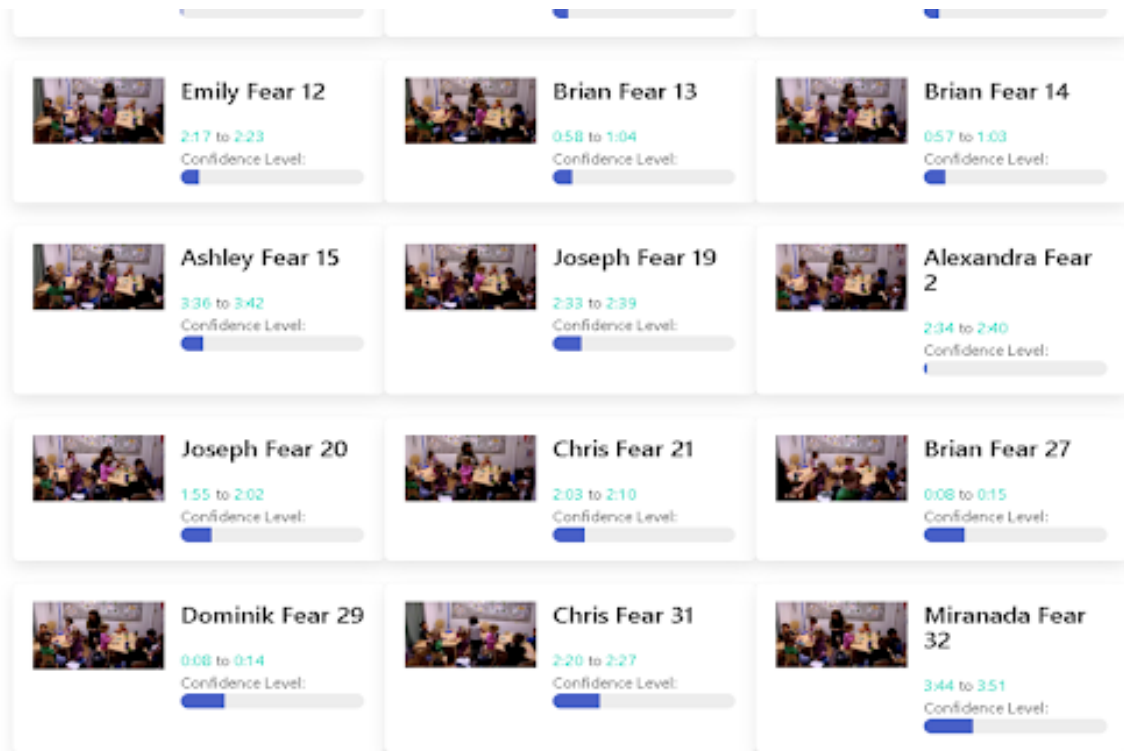 Emily Fear 12
2:17 to 2:23
Confidence Level:
Brian Fear 13
0:58 to 1:04
Confidence Level:
Brian Fear 14
0:57 to 1:03
Confidence Level:
Ashley Fear 15
3:36 to 3:42
Confidence Level:
Joseph Fear 19
2:33 to 2:39
Confidence Level:
Alexandra Fear
2
2:34 to 2:40
Confidence Level:
Joseph Fear 20
1:55 to 2:02
Confidence Level:
Chris Fear 21
2:03 to 2:10
Confidence Level:
Brian Fear 27
0:08 to 0:15
Confidence Level:
Dominik Fear 29
0:08 to 0:14
Confidence Level:
Chris Fear 31
2:20 to 2:27
Confidence Level:
Miranada Fear
32
3:44 to 3:51
Confidence Level: